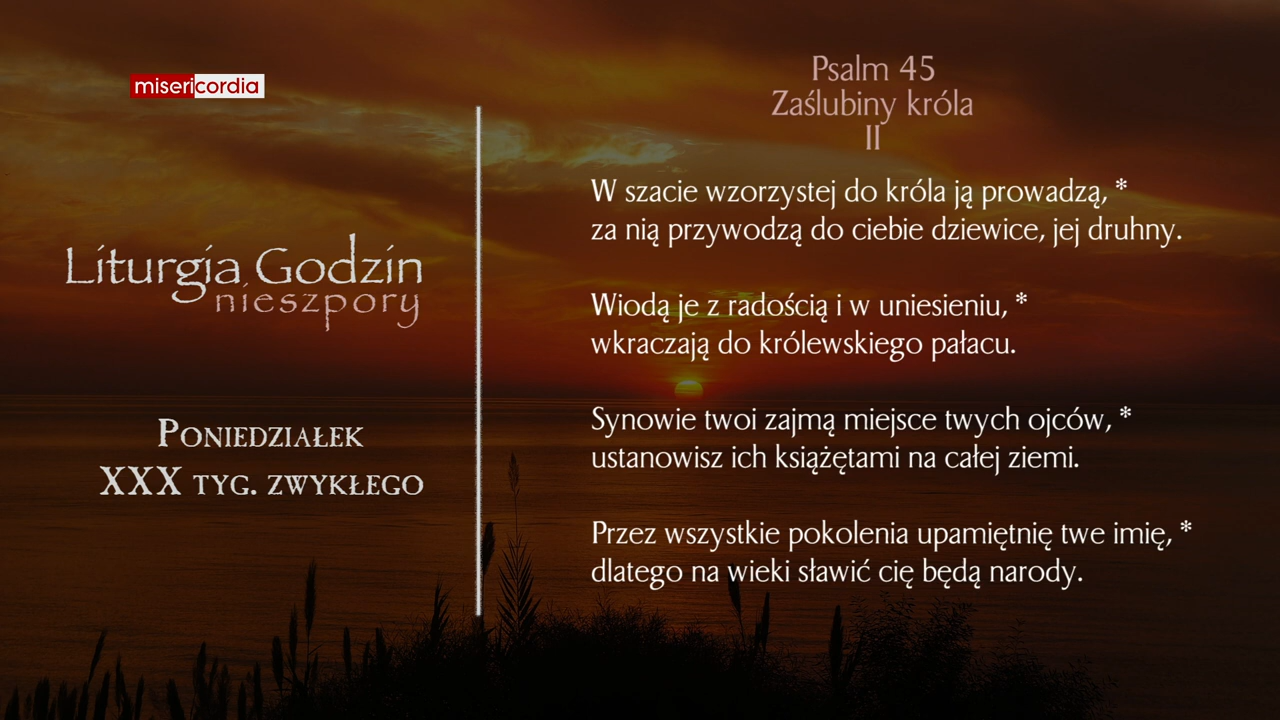 misericordia
Liturgia Godzin
nieszpory
Poniedziałek
XXX tyg. zwykłego
Psalm 45
Zaślubiny króla
II
W szacie wzorzystej do króla ją prowadzą, *
za nią przywodzą do ciebie dziewice, jej druhny.
Wiodą je z radością i w uniesieniu, *
wkraczają do królewskiego pałacu.
Synowie twoi zajmą miejsce twych ojców, *
ustanowisz ich książętami na całej ziemi.
Przez wszystkie pokolenia upamiętnię twe imię, *
dlatego na wieki sławić cię będą narody.